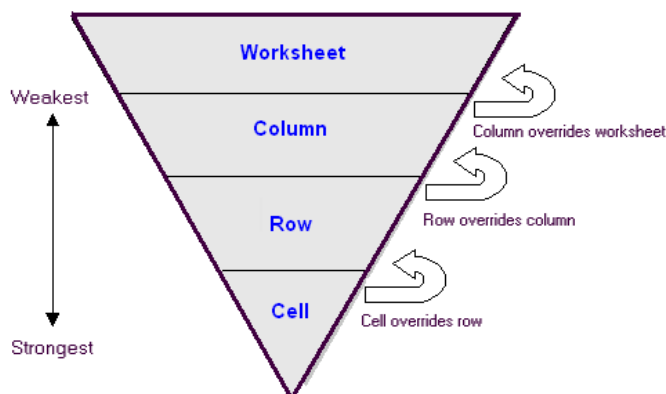 Worksheet
Weakest
Column
Column overrides worksheet
Row
Row overrides column
Cell
Cell overrides row
Strongest